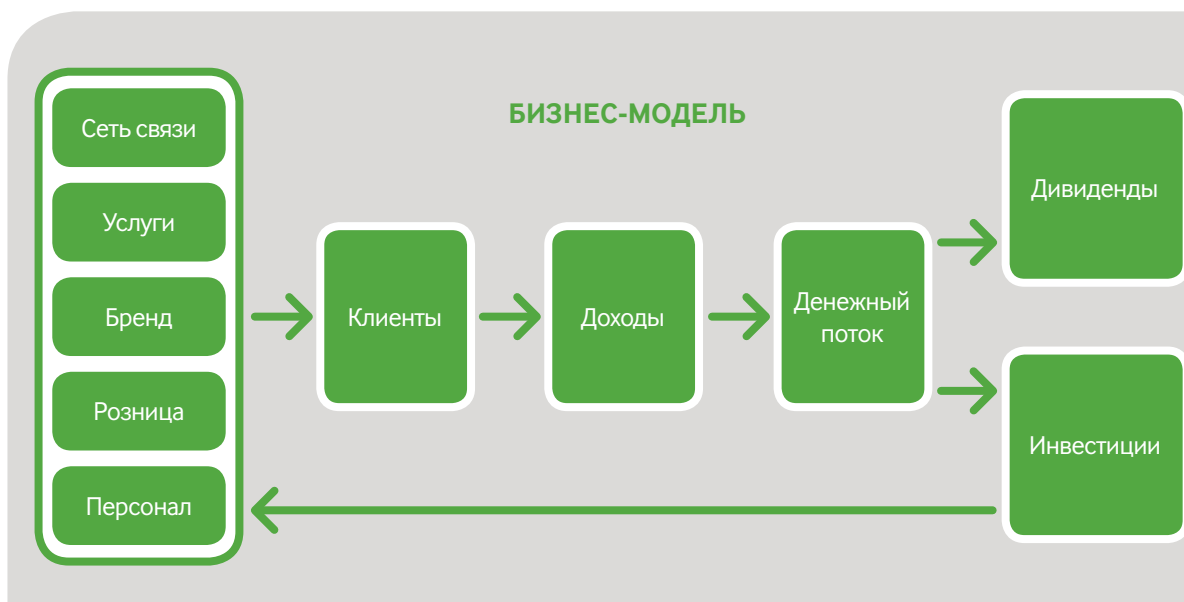 БИЗНЕС-МОДЕЛЬ
Сеть связи
Услуги
Бренд
Розница
Персонал
Клиенты
Доходы
Денежный
поток
Дивиденды
Инвестиции